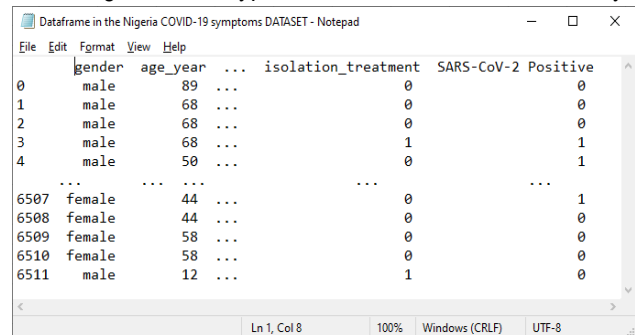 Dataframe in the Nigeria COVID-19 symptoms DATASET - Notepad
File Edit Format View Help
gender age_year ... isolation_treatment SARS-CoV-2 Positive
0 male 89 ... 0 0
1 male 68 ... 0 0
2 male 68 ... 0 0
3 male 68 ... 1 1
4 male 50 ... 0 1
... ... ... ... ...
6507 female 44 ... 0 1
6508 female 44 ... 0 0
6509 female 58 ... 0 0
6510 female 58 ... 0 0
6511 male 12 ... 1 0
Ln 1, Col 8 100% Windows (CRLF) UTF-8